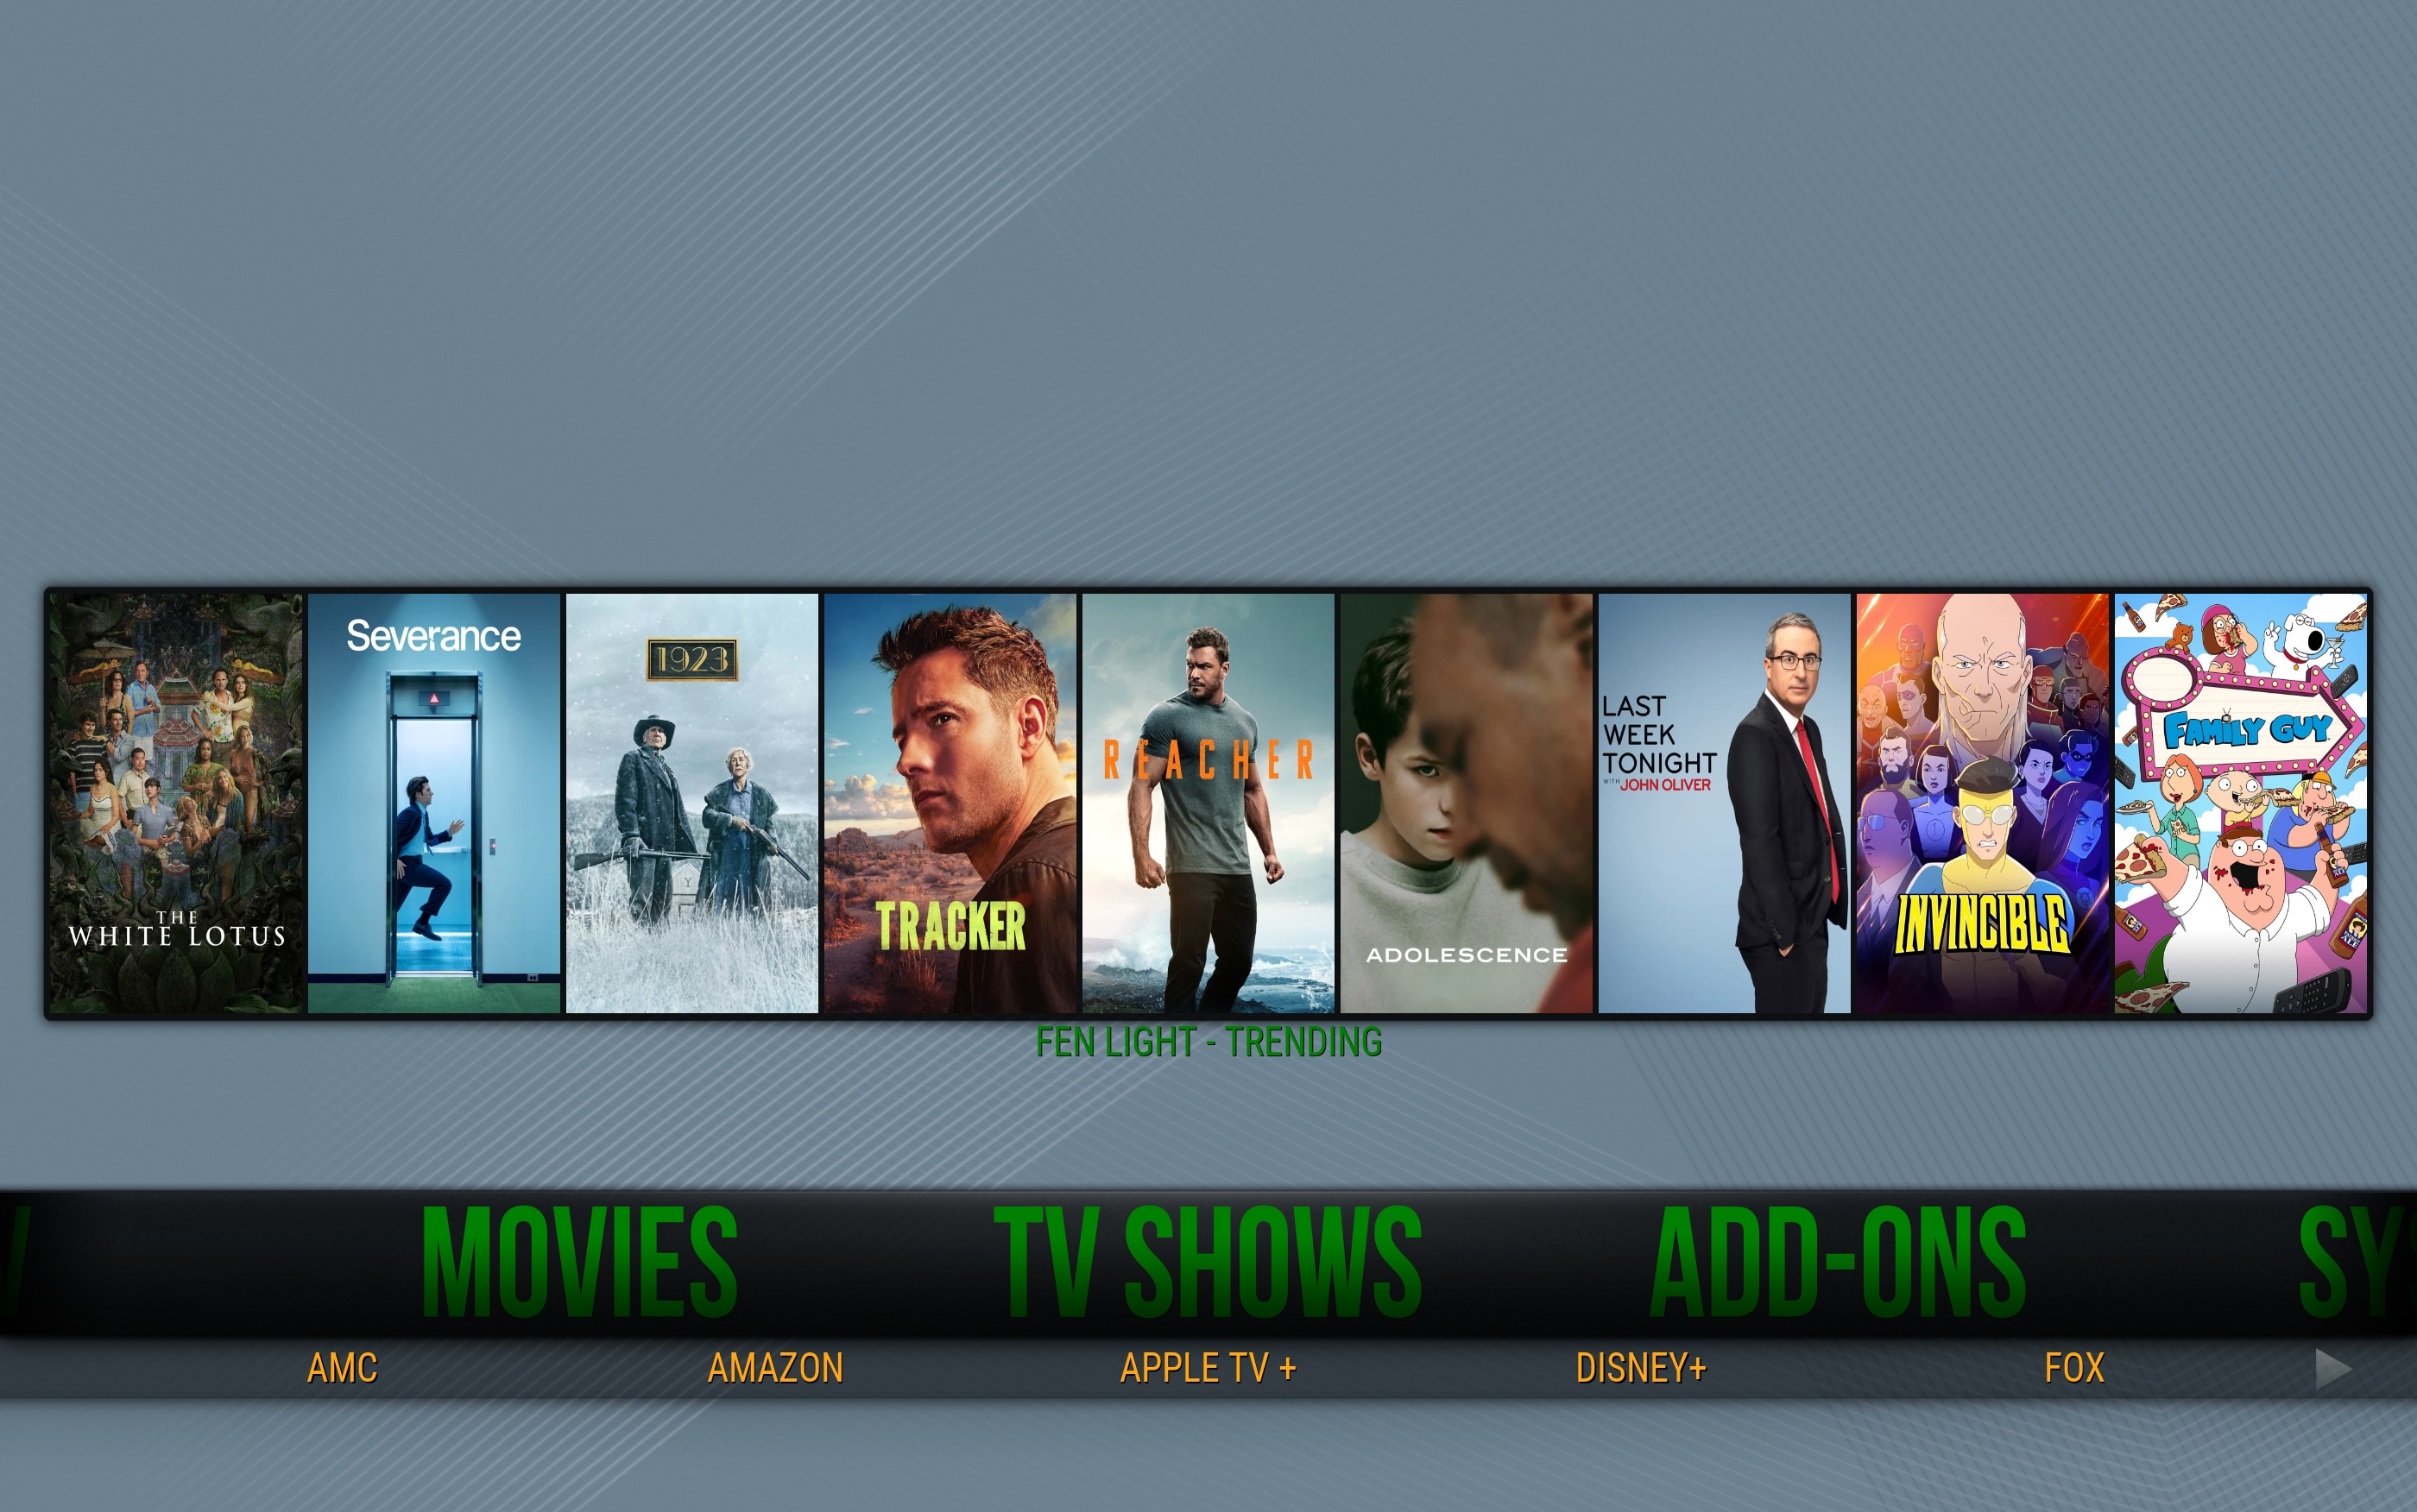 THE
WHITE LOTUS
Severance
1923
TRACKER
REACHER
ADOLESCENCE
LAST
WEEK
TONIGHT
WITH JOHN OLIVER
INVINCIBLE
FAMILY GUY
FEN LIGHT - TRENDING
MOVIES TV SHOWS ADD-ONS SY
AMC AMAZON APPLE TV + DISNEY+ FOX